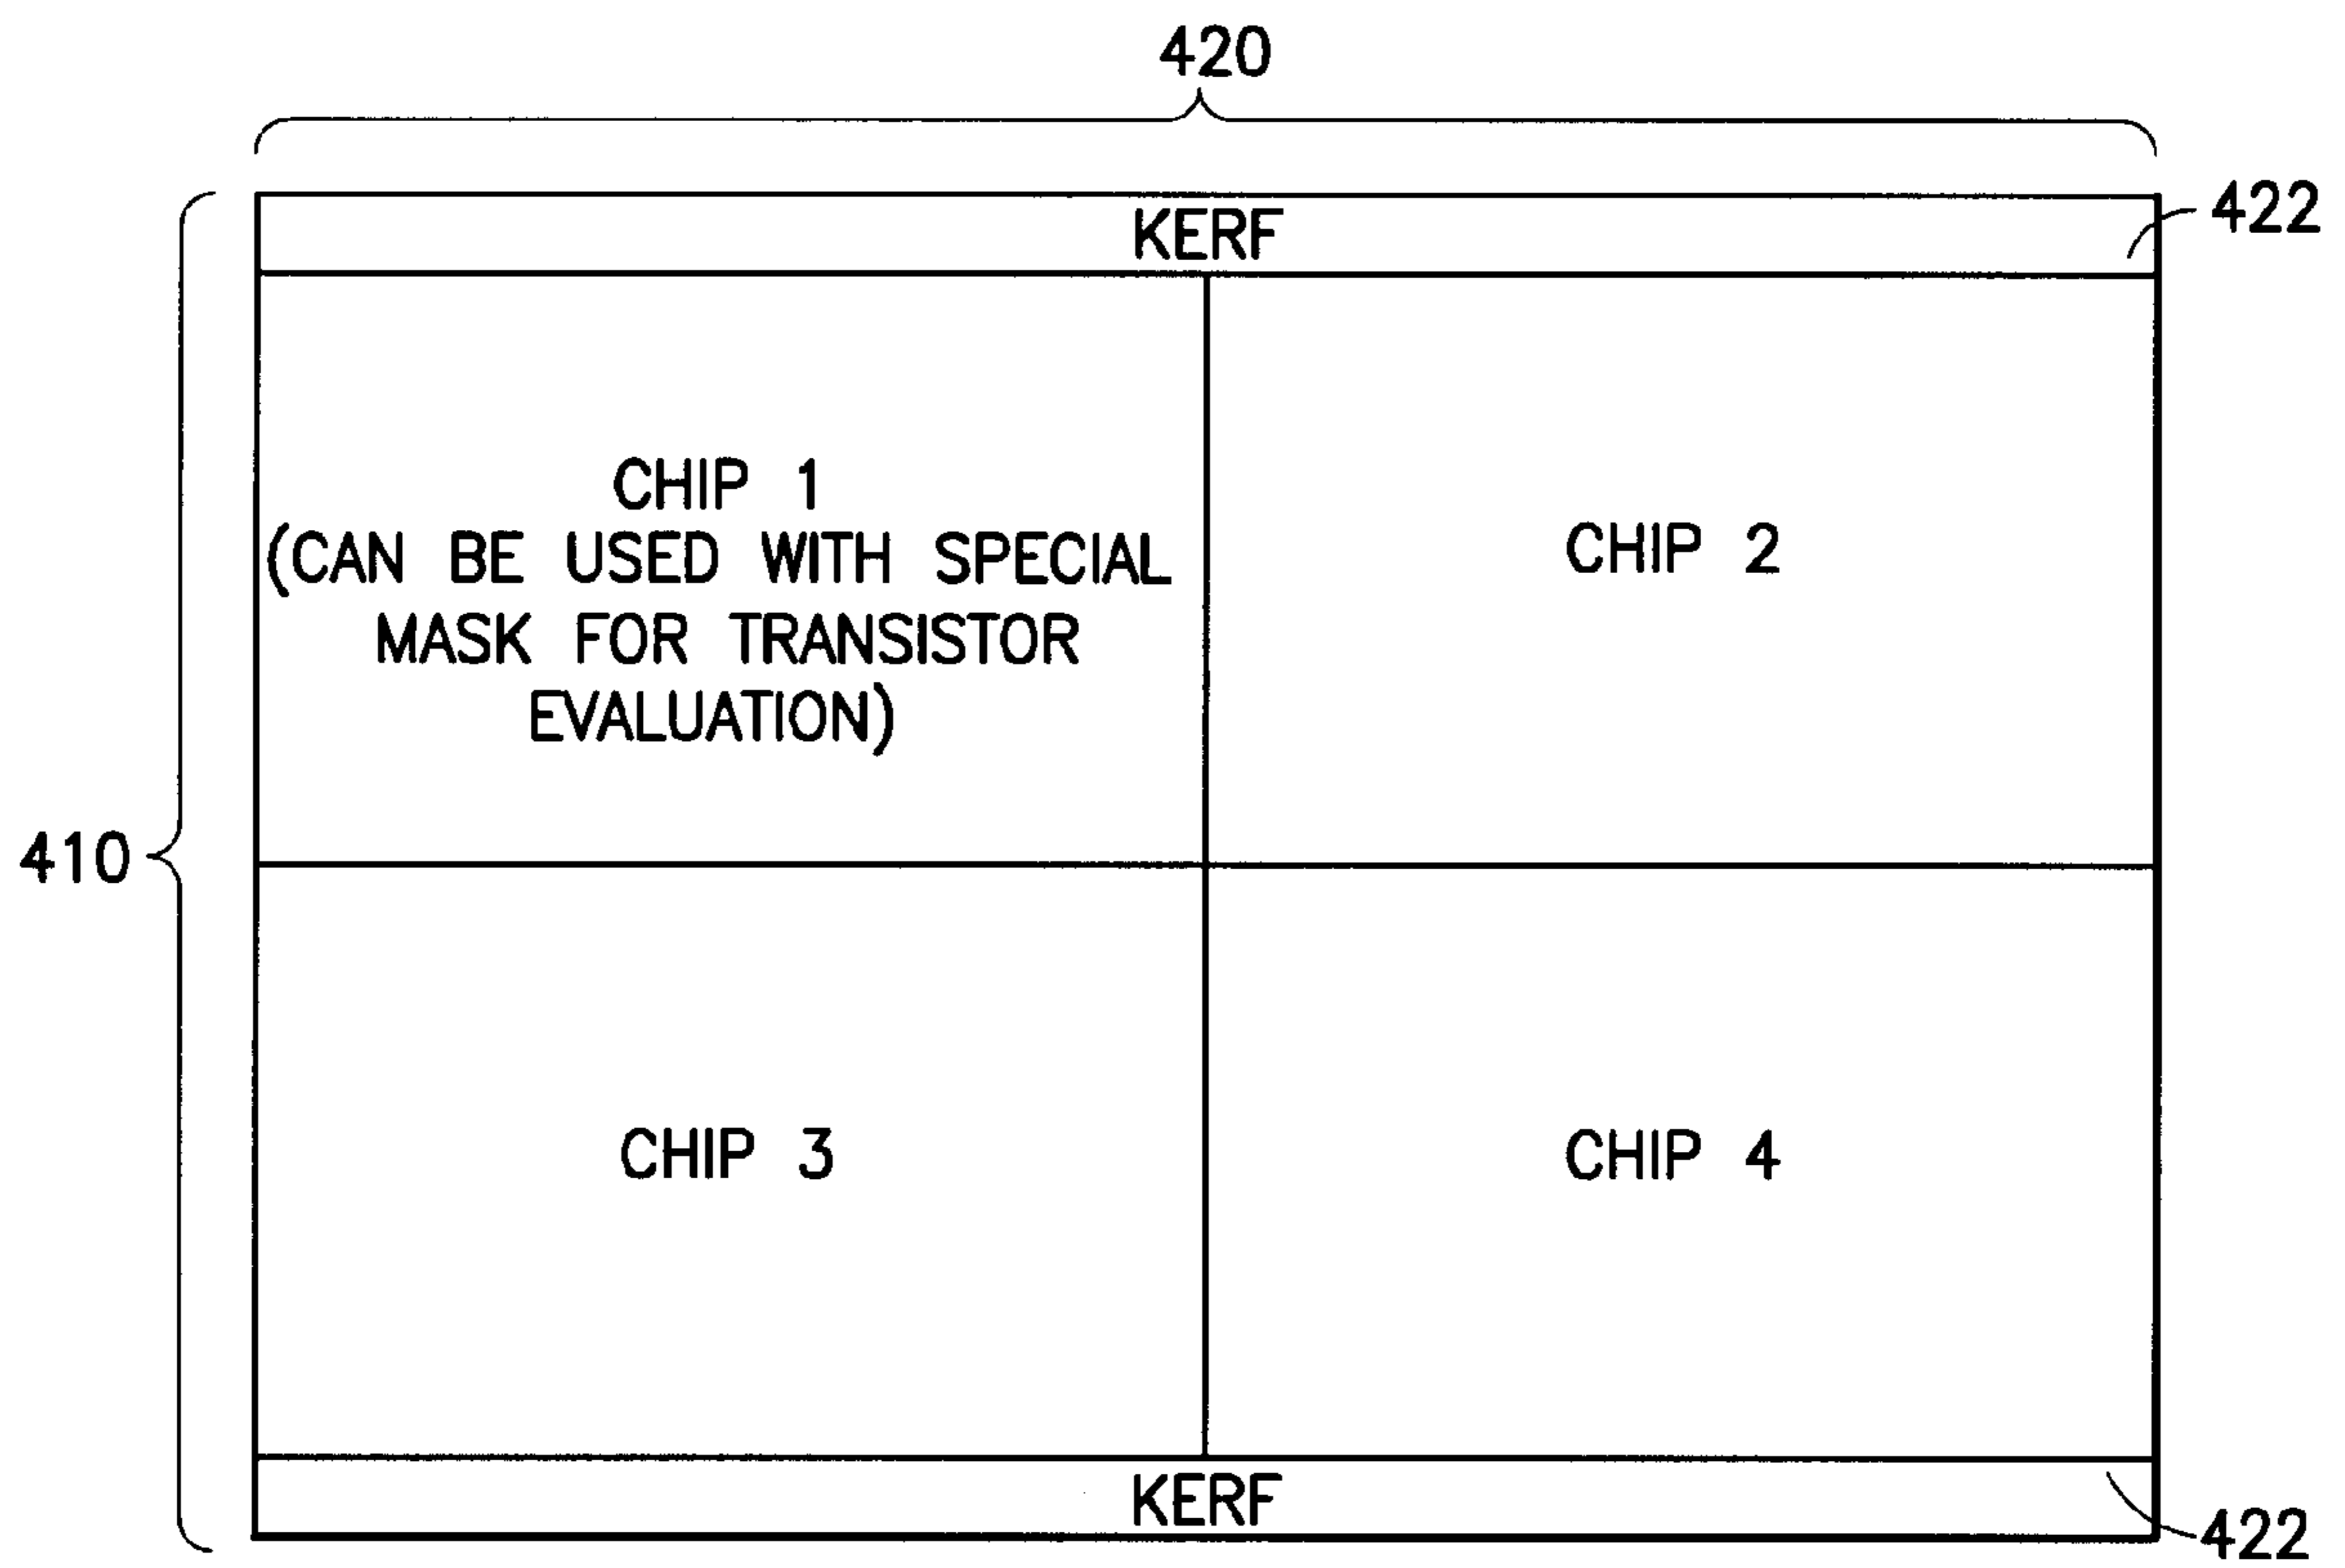 420
KERF
422
CHIP 1
(CAN BE USED WITH SPECIAL
MASK FOR TRANSISTOR
EVALUATION)
CHIP 2
410
CHIP 3
CHIP 4
KERF
422